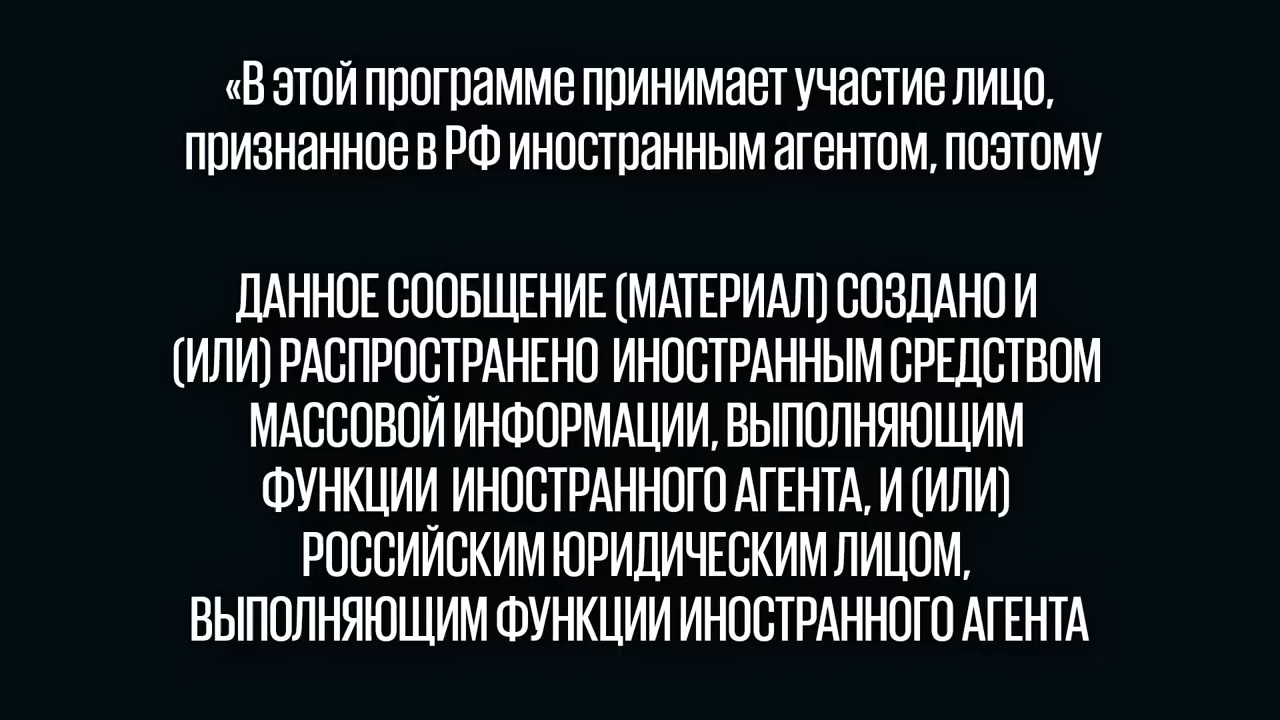 «В этой программе принимает участие лицо,
признанное в РФ иностранным агентом, поэтому
ДАННОЕ СООБЩЕНИЕ (МАТЕРИАЛ) СОЗДАНО И
(ИЛИ) РАСПРОСТРАНЕНО ИНОСТРАННЫМ СРЕДСТВОМ
МАССОВОЙ ИНФОРМАЦИИ, ВЫПОЛНЯЮЩИМ
ФУНКЦИИ ИНОСТРАННОГО АГЕНТА, И (ИЛИ)
РОССИЙСКИМ ЮРИДИЧЕСКИМ ЛИЦОМ,
ВЫПОЛНЯЮЩИМ ФУНКЦИИ ИНОСТРАННОГО АГЕНТА